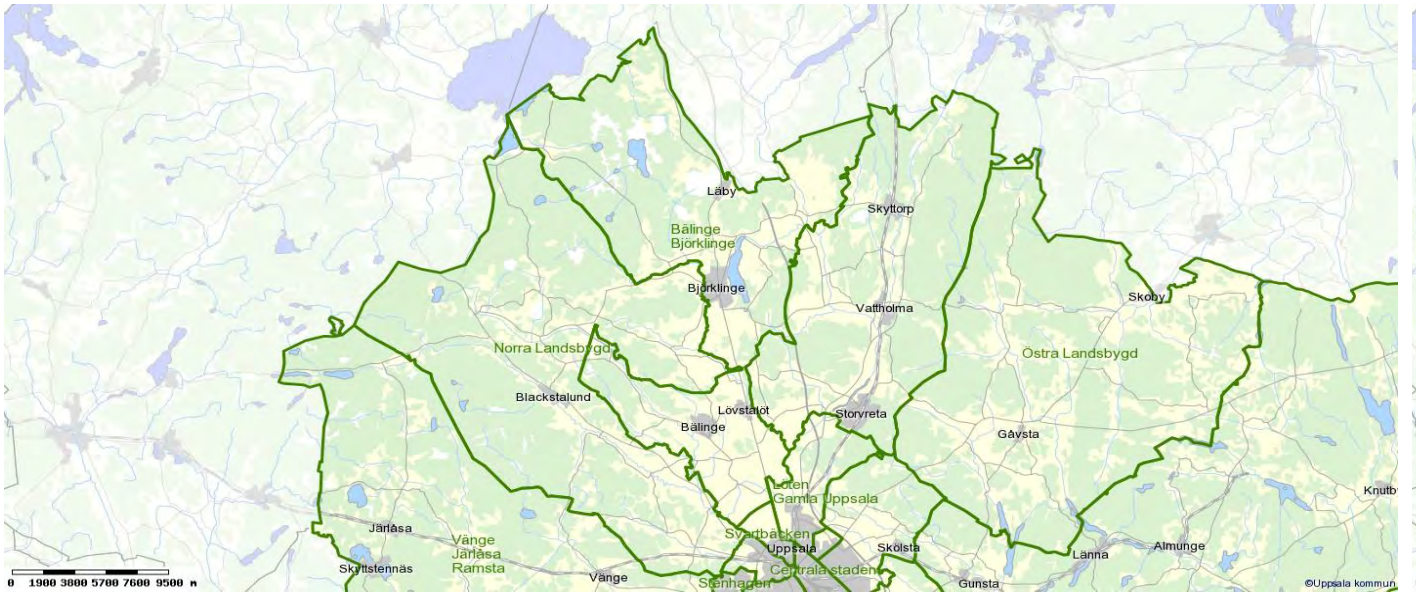 Läby
Skyttorp
Bälinge
Björklinge
Björklinge
Skoby
Vattholma
Norra Landsbygd
Östra Landsbygd
Blackstalund
Lövstalöt
Storvreta
Bälinge
Gåvsta
Löten
Gamla Uppsala
Knutby
Järlåsa
Svartbäcken
Vänge
Järlåsa
Ramsta
Uppsala
Skölsta
Almunge
Länna
Skyttstennäs
Centrala staden
Vänge
Stenhagen
Gunsta
0 1900 3800 5700 7600 9500 m
©Uppsala kommun